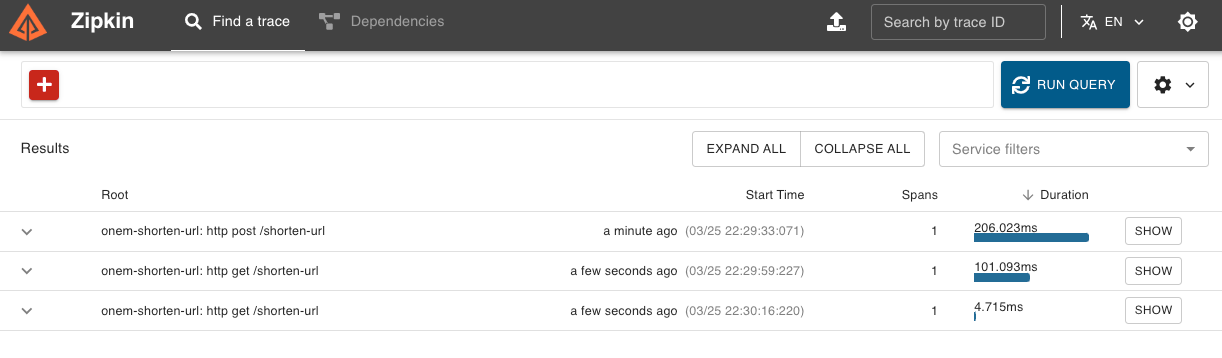 Zipkin Find a trace Dependencies Search by trace ID EN
RUN QUERY
Results EXPAND ALL COLLAPSE ALL Service filters
Root Start Time Spans Duration
onem-shorten-url: http post /shorten-url a minute ago (03/25 22:29:33:071) 1 206.023ms SHOW
onem-shorten-url: http get /shorten-url a few seconds ago (03/25 22:29:59:227) 1 101.093ms SHOW
onem-shorten-url: http get /shorten-url a few seconds ago (03/25 22:30:16:220) 1 4.715ms SHOW